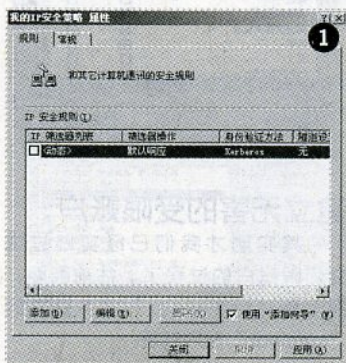 我的IP安全策略 属性
1
规则 常规
和其它计算机通讯的安全规则
IP 安全规则(I)
IP 筛选器列表 筛选器操作 身份验证方法
<动态> 默认响应 Kerberos 无
添加(D) 编辑(E) 使用“添加向导”(W)
关闭 取消 应用(A)